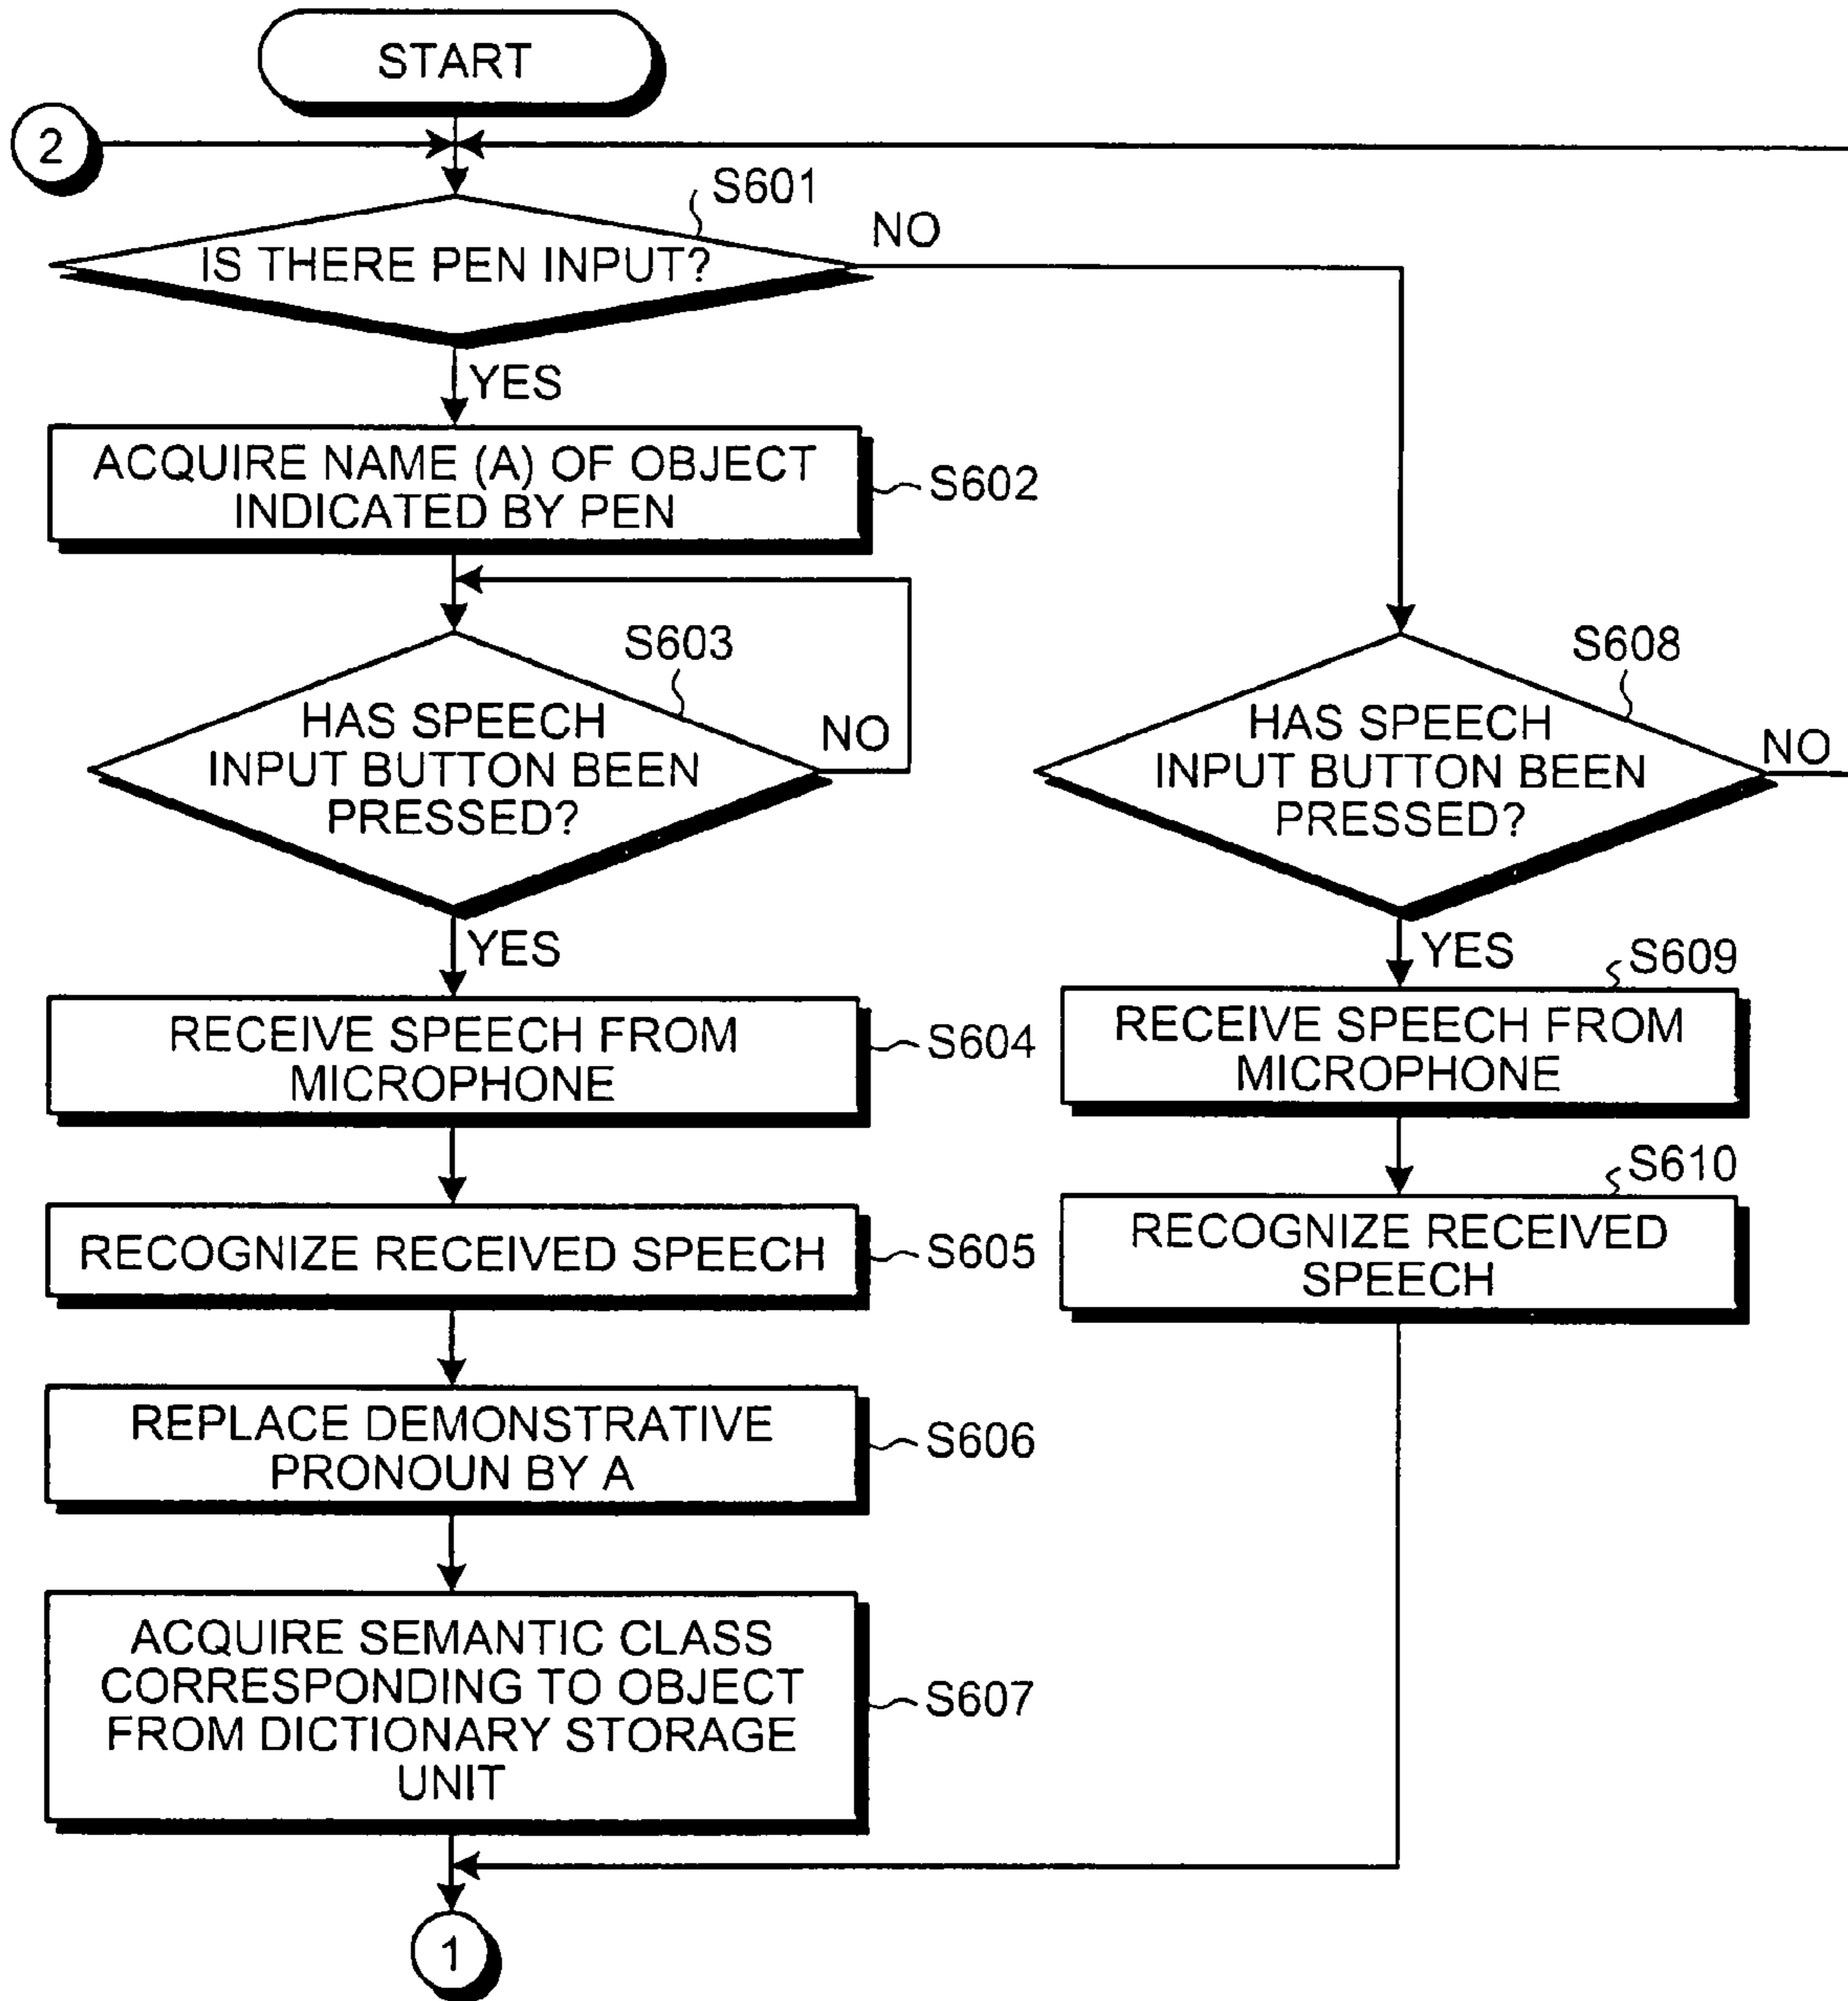 START
2
S601
IS THERE PEN INPUT?
NO
YES
ACQUIRE NAME (A) OF OBJECT
INDICATED BY PEN
S602
S603
HAS SPEECH
INPUT BUTTON BEEN
PRESSED?
NO
YES
RECEIVE SPEECH FROM
MICROPHONE
S604
RECOGNIZE RECEIVED SPEECH
S605
REPLACE DEMONSTRATIVE
PRONOUN BY A
S606
ACQUIRE SEMANTIC CLASS
CORRESPONDING TO OBJECT
FROM DICTIONARY STORAGE
UNIT
S607
S608
HAS SPEECH
INPUT BUTTON BEEN
PRESSED?
NO
YES
S609
RECEIVE SPEECH FROM
MICROPHONE
S610
RECOGNIZE RECEIVED
SPEECH
1